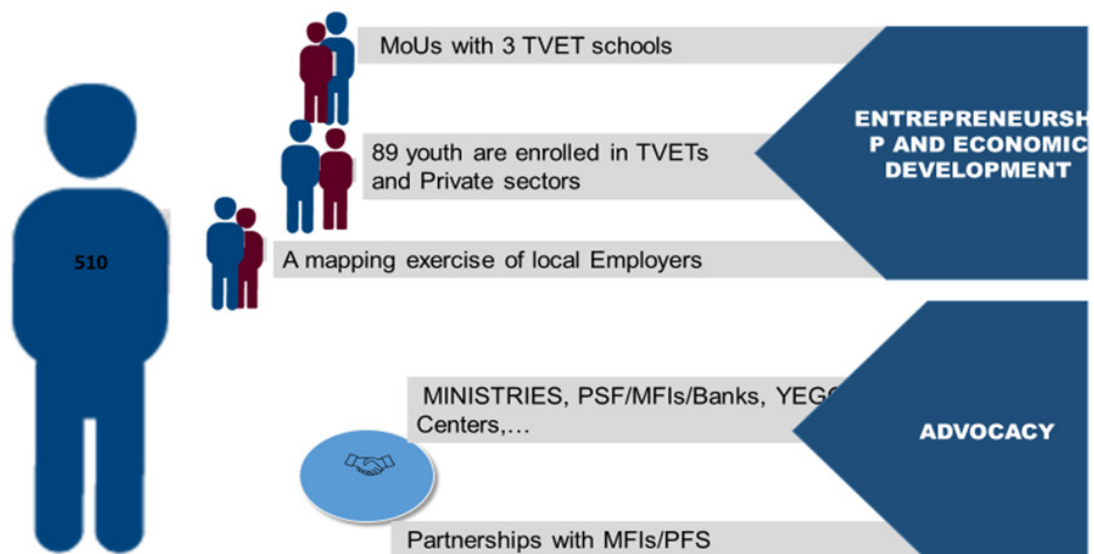 MoUs with 3 TVET schools
ENTREPRENEURSH
P AND ECONOMIC
DEVELOPMENT
89 youth are enrolled in TVETs
and Private sectors
510
A mapping exercise of local Employers
MINISTRIES, PSF/MFIs/Banks,
Centers,...
ADVOCACY
Partnerships with MFIs/PFS